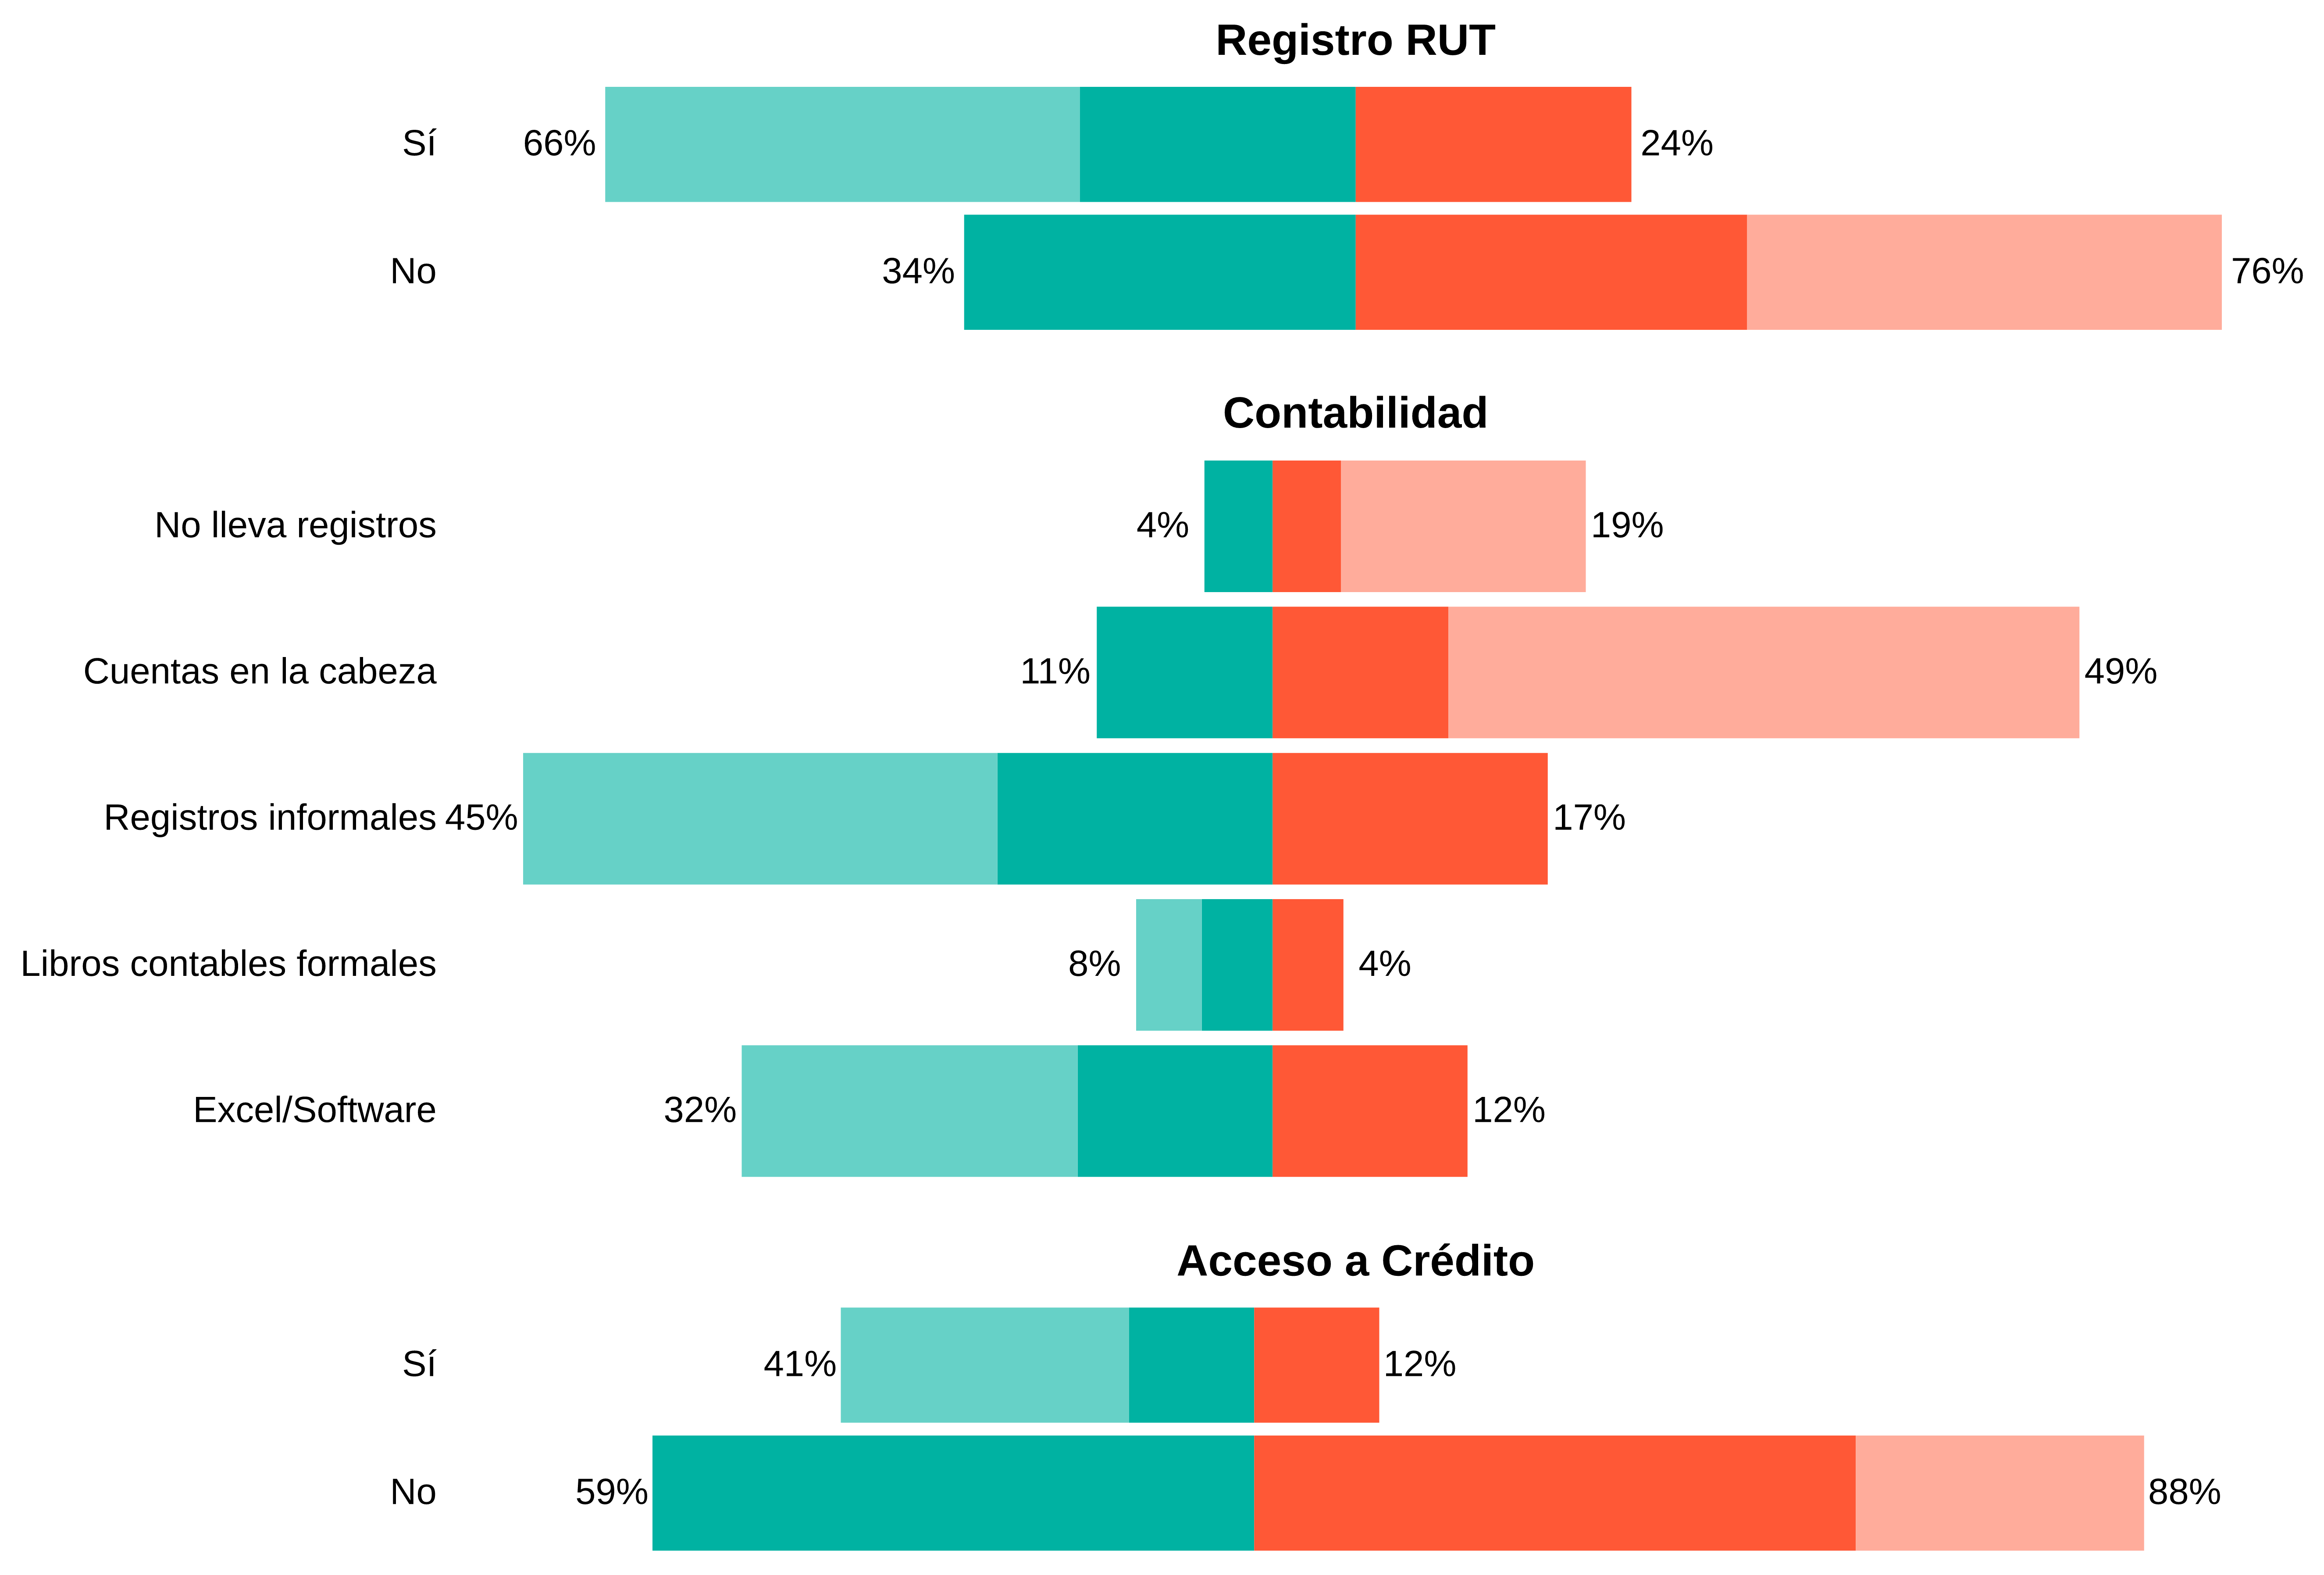 Registro RUT
Sí 66% 24%
No 34% 76%
Contabilidad
No lleva registros 4% 19%
Cuentas en la cabeza 11% 49%
Registros informales 45% 17%
Libros contables formales 8% 4%
Excel/Software 32% 12%
Acceso a Crédito
Sí 41% 12%
No 59% 88%